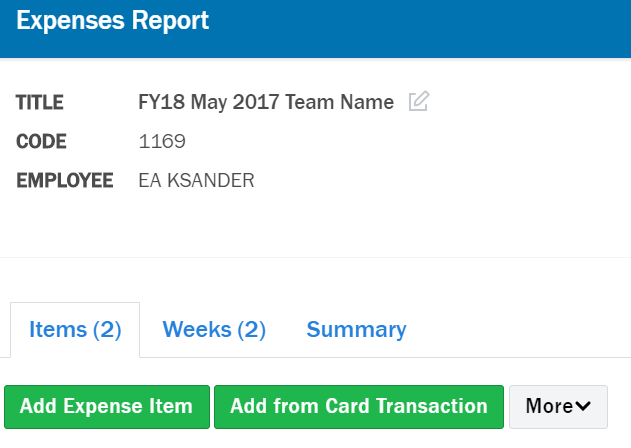 Expenses Report
TITLE FY18 May 2017 Team Name
CODE 1169
EMPLOYEE EA KSANDER
Items (2) Weeks (2) Summary
Add Expense Item Add from Card Transaction More